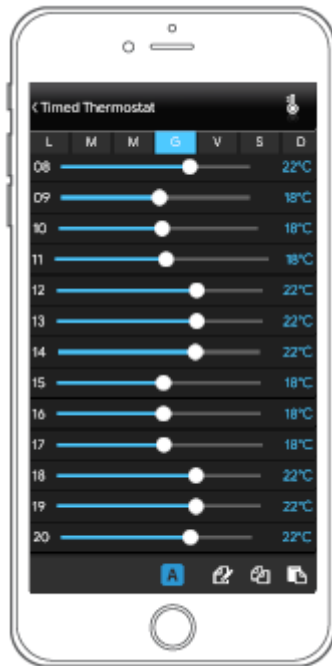 < Timed Thermostat
L M M G V S D
08 22°C
09 18°C
10 18°C
11 18°C
12 22°C
13 22°C
14 22°C
15 18°C
16 18°C
17 18°C
18 22°C
19 22°C
20 22°C
A